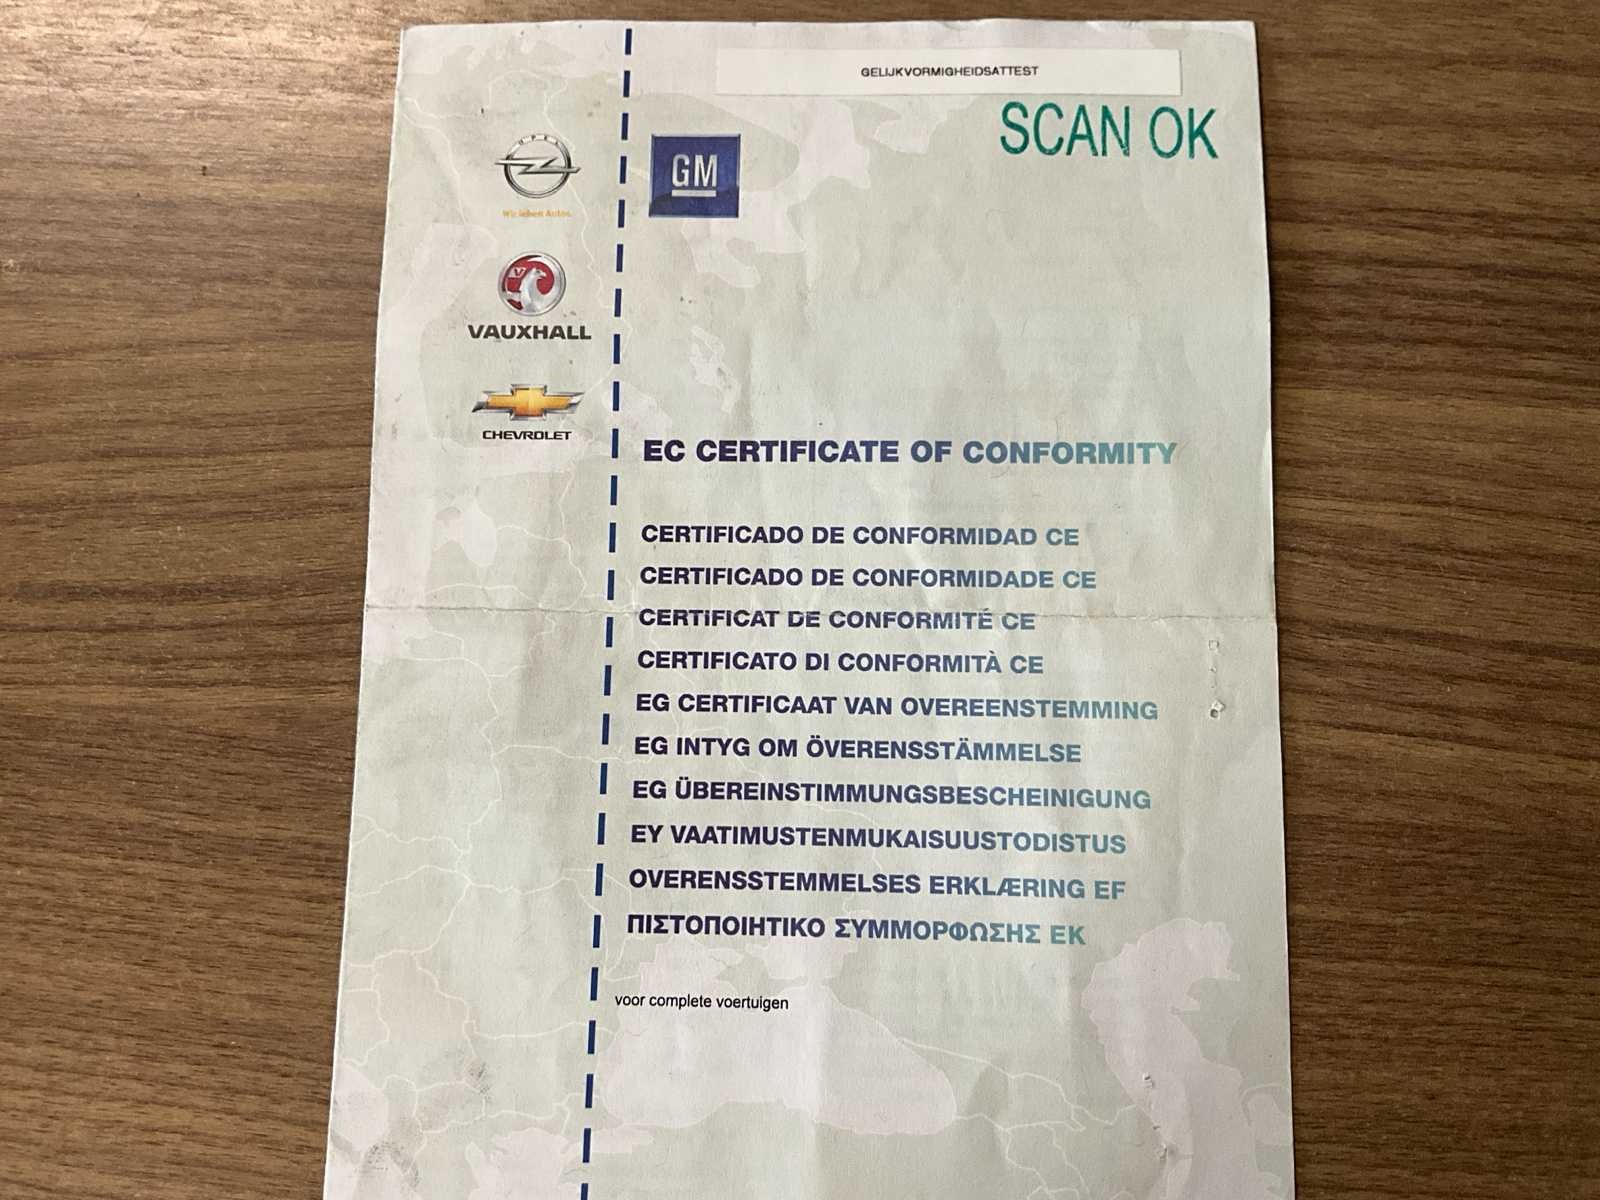 GELIJKVORMIGHEIDSATTEST
SCAN OK
OPEL
Wir leben Autos.
GM
VAUXHALL
CHEVROLET
EC CERTIFICATE OF CONFORMITY
CERTIFICADO DE CONFORMIDAD CE
CERTIFICADO DE CONFORMIDADE CE
CERTIFICAT DE CONFORMITÉ CE
CERTIFICATO DI CONFORMITÀ CE
EG CERTIFICAAT VAN OVEREENSTEMMING
EG INTYG OM ÖVERENSSTÄMMELSE
EG ÜBEREINSTIMMUNGSBESCHEINIGUNG
EY VAATIMUSTENMUKAISUUSTODISTUS
OVERENSSTEMMELSES ERKLÆRING EF
ΠΙΣΤΟΠΟΙΗΤΙΚΟ ΣΥΜΜΟΡΦΩΣΗΣ ΕΚ
voor complete voertuigen